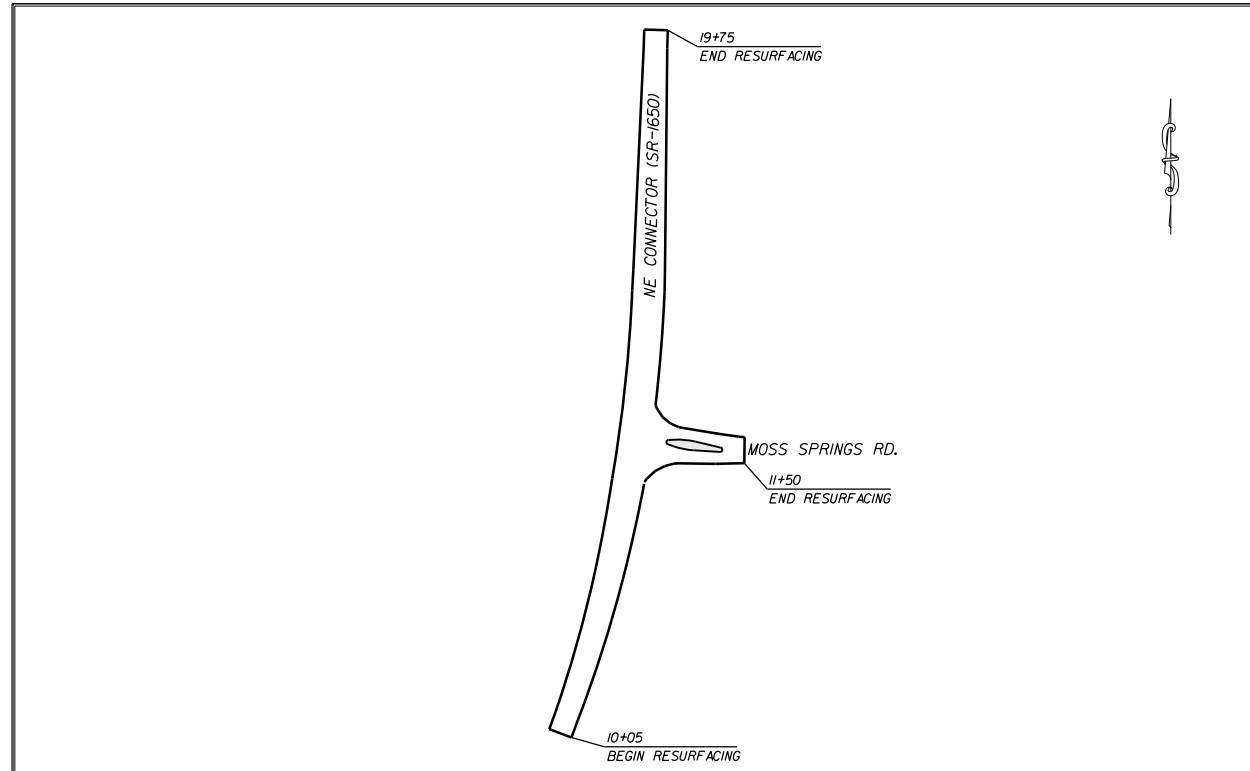 19+75
END RESURFACING
NE CONNECTOR (SR-1650)
MOSS SPRINGS RD.
11+50
END RESURFACING
10+05
BEGIN RESURFACING